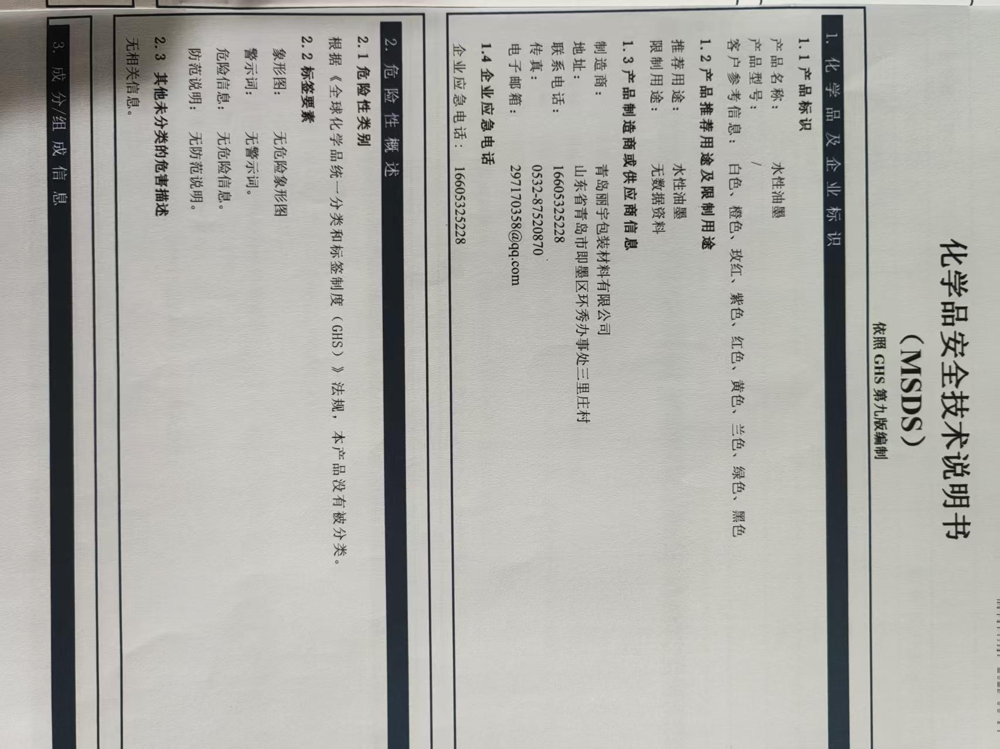 化学品安全技术说明书
（MSDS）
依照 GHS 第九版编制
1. 化学品及企业标识
1.1 产品标识
产品名称： 水性油墨
产品型号： /
客户参考信息： 白色、橙色、玫红、紫色、红色、黄色、兰色、绿色、黑色
1.2 产品推荐用途及限制用途
推荐用途： 水性油墨
限制用途： 无数据资料
1.3 产品制造商或供应商信息
制造商： 青岛丽宇包装材料有限公司
地址： 山东省青岛市即墨区环秀办事处三里庄村
联系电话： 16605325228
传真： 0532-87520870
电子邮箱： 297170358@qq.com
1.4 企业应急电话
企业应急电话： 16605325228
2. 危险性概述
2.1 危险性类别
根据《全球化学品统一分类和标签制度（GHS）》法规，本产品没有被分类。
2.2 标签要素
象形图： 无危险象形图
警示词： 无警示词。
危险信息： 无危险信息。
防范说明： 无防范说明。
2.3 其他未分类的危害描述
无相关信息。
3. 成分/组成信息